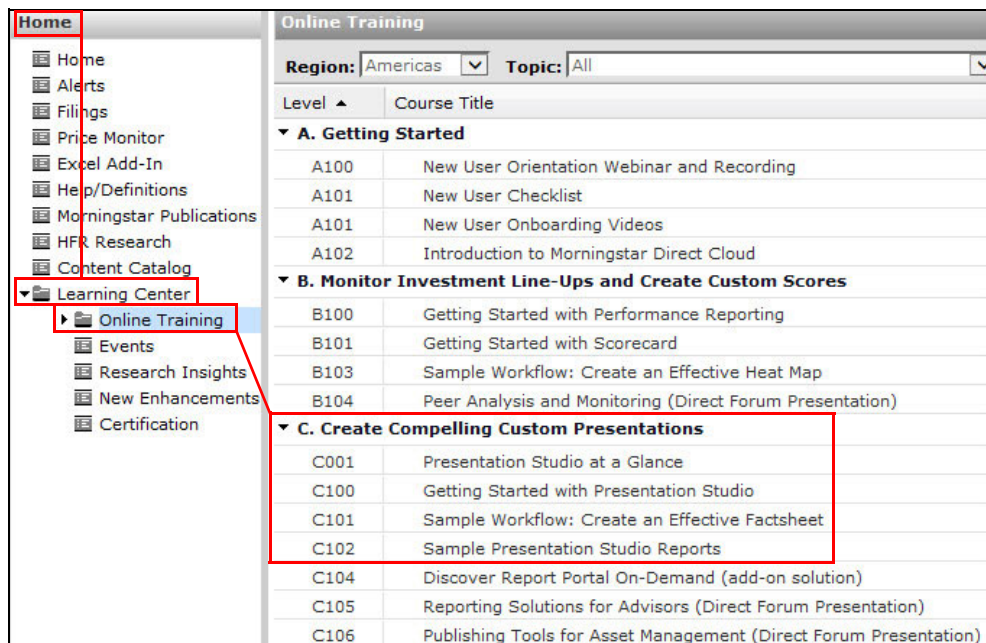 Home
Home
Alerts
Filings
Price Monitor
Excel Add-In
Help/Definitions
Morningstar Publications
HFR Research
Content Catalog
Learning Center
Online Training
Events
Research Insights
New Enhancements
Certification
Online Training
Region: Americas Topic: All
Level Course Title
A. Getting Started
A100 New User Orientation Webinar and Recording
A101 New User Checklist
A101 New User Onboarding Videos
A102 Introduction to Morningstar Direct Cloud
B. Monitor Investment Line-Ups and Create Custom Scores
B100 Getting Started with Performance Reporting
B101 Getting Started with Scorecard
B103 Sample Workflow: Create an Effective Heat Map
B104 Peer Analysis and Monitoring (Direct Forum Presentation)
C. Create Compelling Custom Presentations
C001 Presentation Studio at a Glance
C100 Getting Started with Presentation Studio
C101 Sample Workflow: Create an Effective Factsheet
C102 Sample Presentation Studio Reports
C104 Discover Report Portal On-Demand (add-on solution)
C105 Reporting Solutions for Advisors (Direct Forum Presentation)
C106 Publishing Tools for Asset Management (Direct Forum Presentation)